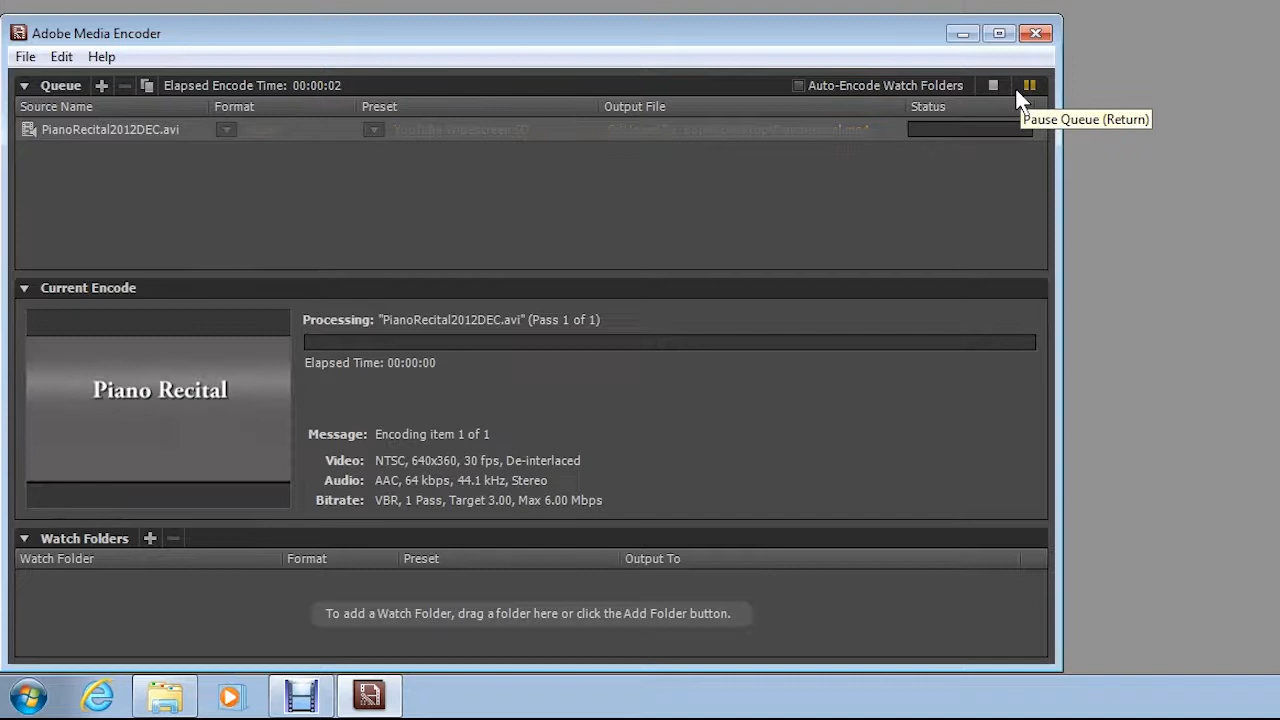 Adobe Media Encoder
File Edit Help
Queue Elapsed Encode Time: 00:00:02 Auto-Encode Watch Folders
Source Name Format Preset Output File Status
PianoRecital2012DEC.avi YouTube Widescreen SD
Pause Queue (Return)
Current Encode
Processing: "PianoRecital2012DEC.avi" (Pass 1 of 1)
Elapsed Time: 00:00:00
Piano Recital
Message: Encoding item 1 of 1
Video: NTSC, 640x360, 30 fps, De-interlaced
Audio: AAC, 64 kbps, 44.1 kHz, Stereo
Bitrate: VBR, 1 Pass, Target 3.00, Max 6.00 Mbps
Watch Folders
Watch Folder Format Preset Output To
To add a Watch Folder, drag a folder here or click the Add Folder button.